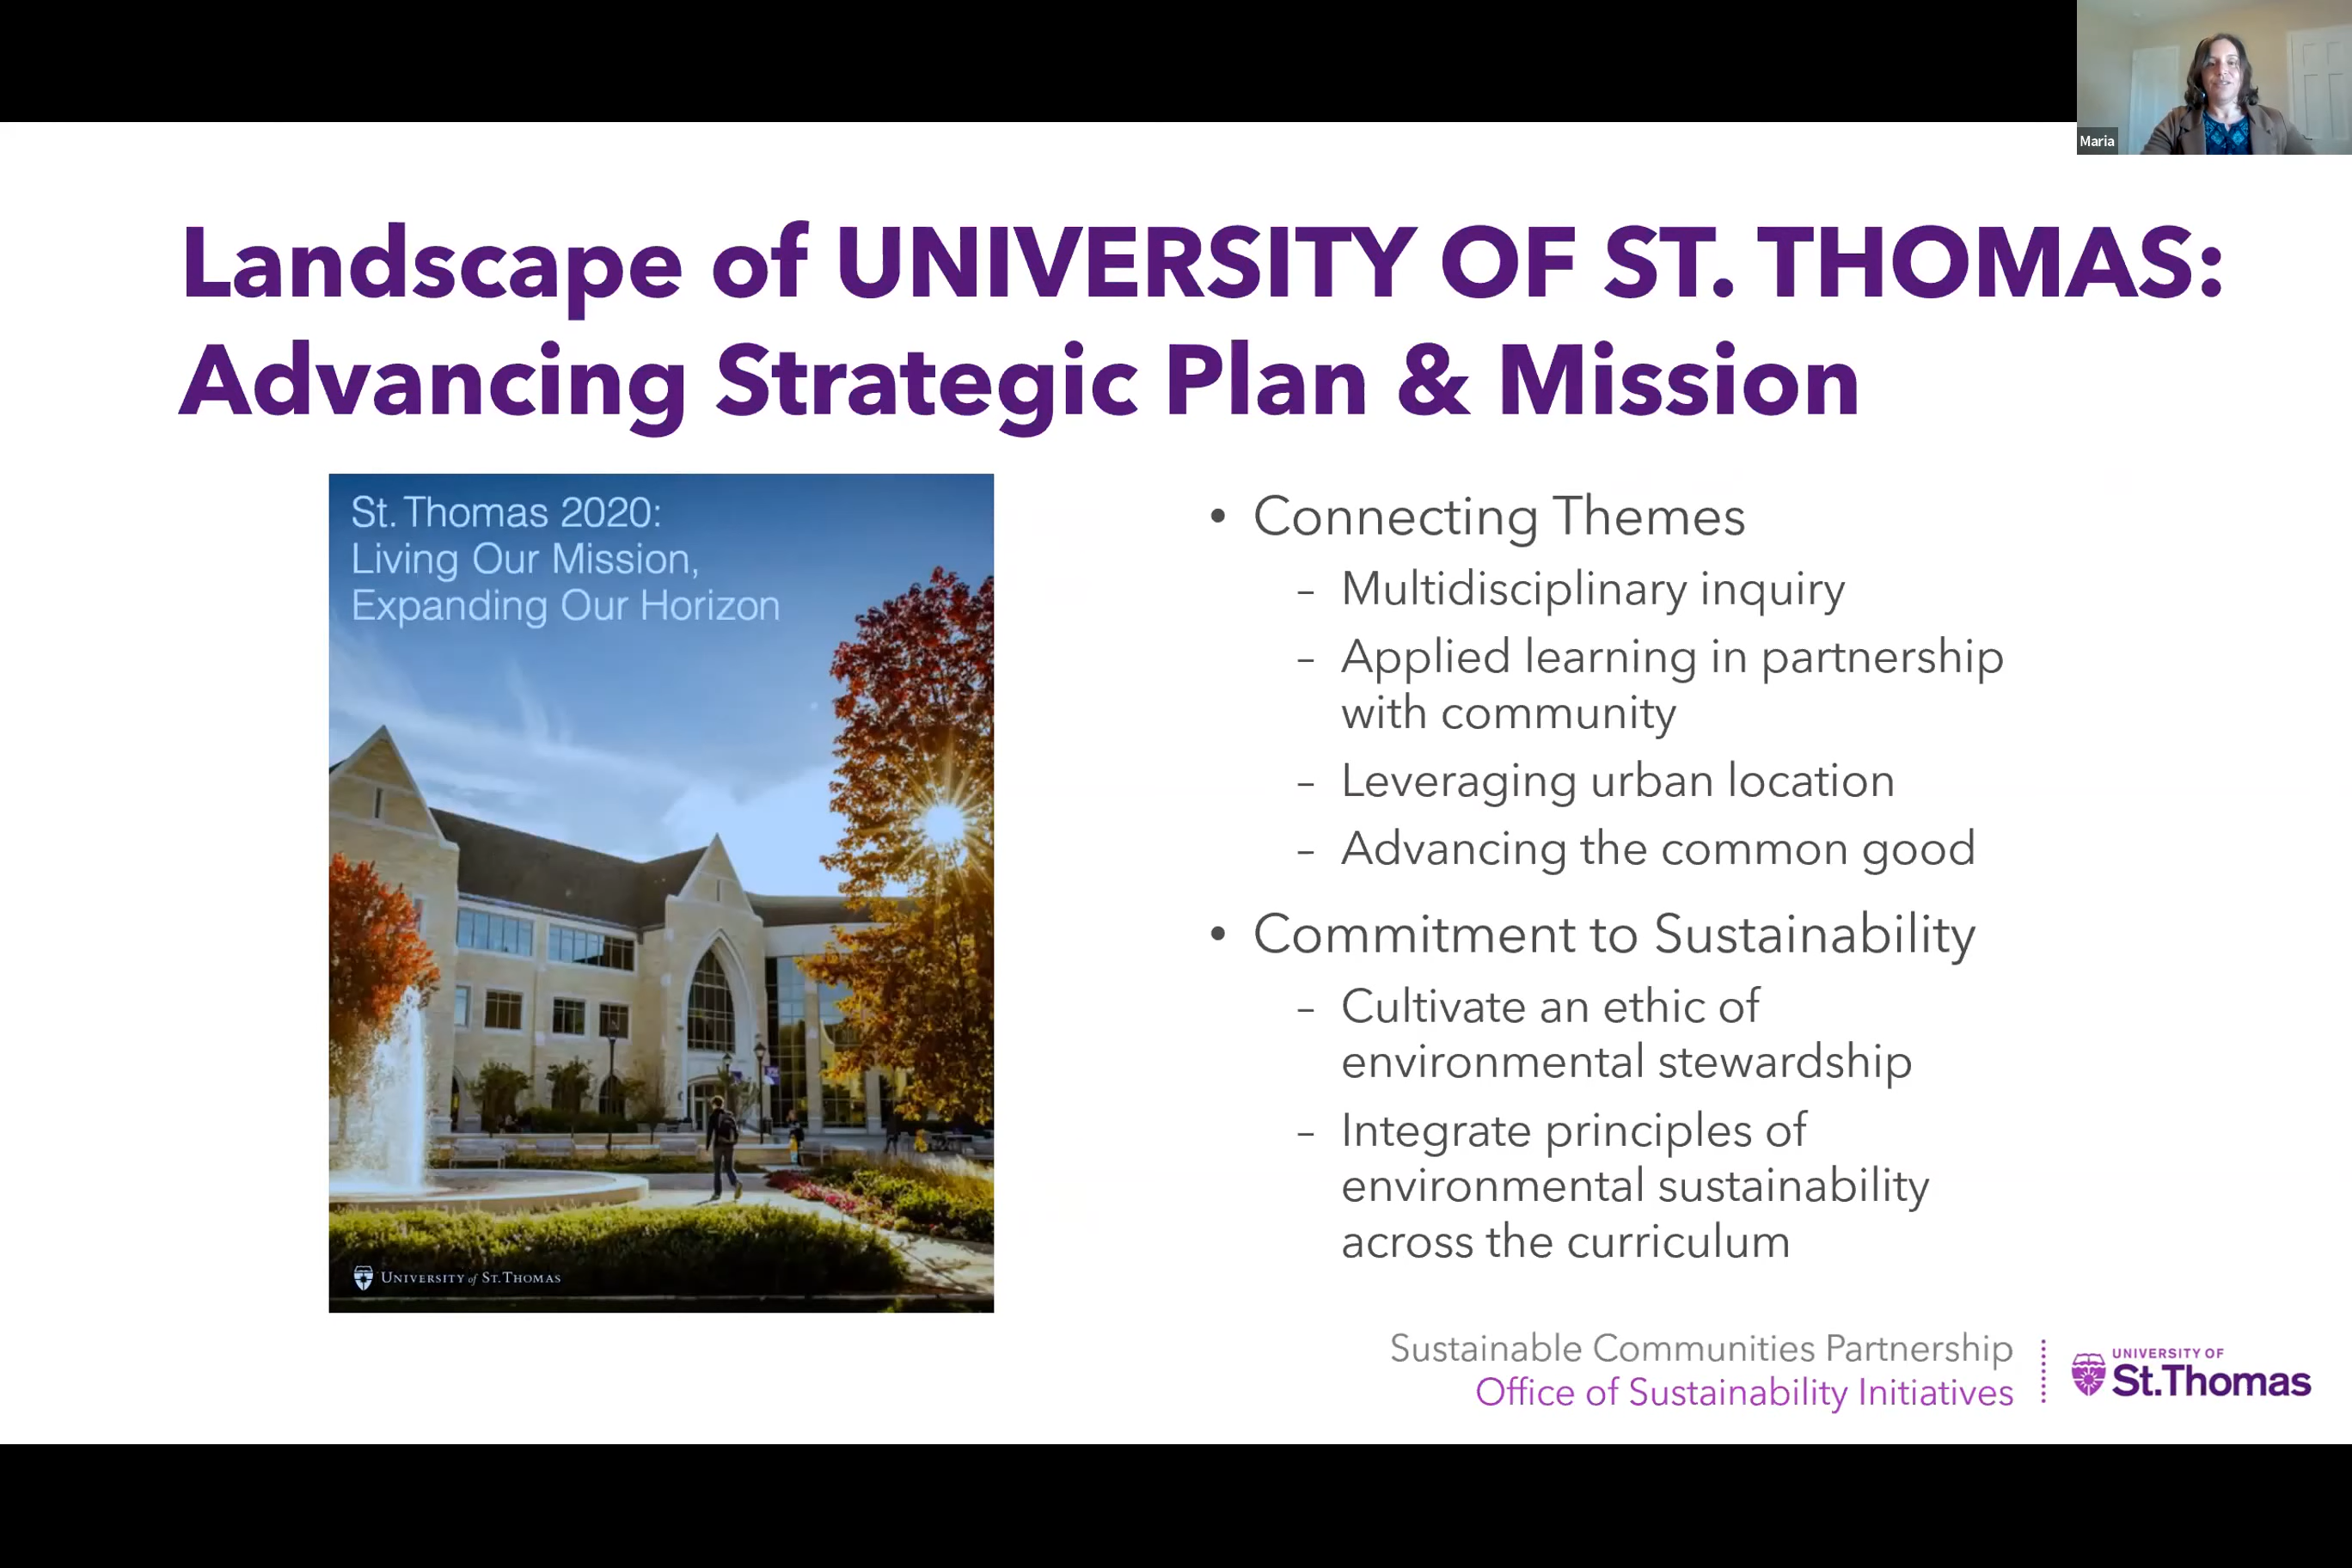 Maria
Landscape of UNIVERSITY OF ST. THOMAS:
Advancing Strategic Plan & Mission
St. Thomas 2020:
Living Our Mission,
Expanding Our Horizon
UNIVERSITY of ST. THOMAS
• Connecting Themes
– Multidisciplinary inquiry
– Applied learning in partnership
with community
– Leveraging urban location
– Advancing the common good
• Commitment to Sustainability
– Cultivate an ethic of
environmental stewardship
– Integrate principles of
environmental sustainability
across the curriculum
Sustainable Communities Partnership
Office of Sustainability Initiatives
UNIVERSITY OF
St. Thomas